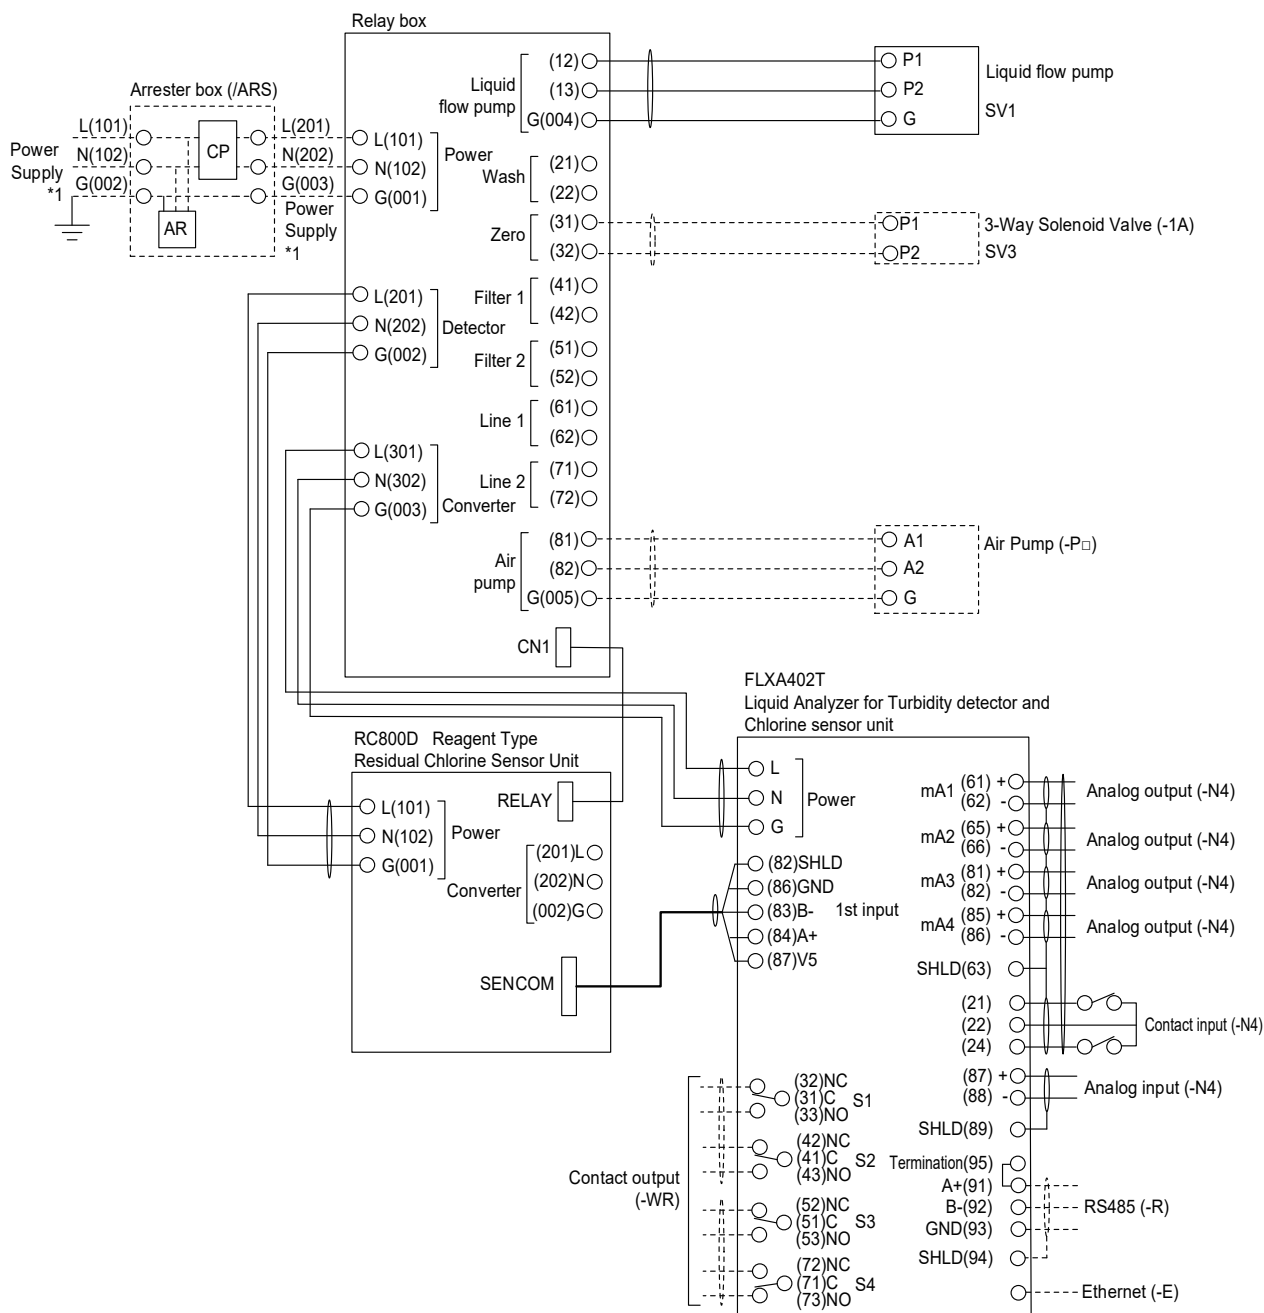 Relay box
Arrester box (/ARS)
Power
Supply
*1
L(101)
N(102)
G(002)
CP
AR
L(201)
N(202)
G(003)
Power
Supply
*1
L(101)
N(102)
G(001)
Power
Liquid
flow pump
(12)
(13)
G(004)
P1
P2
G
Liquid flow pump
SV1
Wash
(21)
(22)
Zero
(31)
(32)
P1
P2
3-Way Solenoid Valve (-1A)
SV3
L(201)
N(202)
G(002)
Detector
Filter 1
(41)
(42)
Filter 2
(51)
(52)
Line 1
(61)
(62)
L(301)
N(302)
G(003)
Converter
Line 2
(71)
(72)
Air
pump
(81)
(82)
G(005)
A1
A2
G
Air Pump (-P□)
CN1
RC800D Reagent Type
Residual Chlorine Sensor Unit
L(101)
N(102)
G(001)
Power
RELAY
Converter
(201)L
(202)N
(002)G
SENCOM
FLXA402T
Liquid Analyzer for Turbidity detector and
Chlorine sensor unit
L
N
G
Power
(82)SHLD
(86)GND
(83)B-
(84)A+
(87)V5
1st input
mA1 (61) +
(62) -
Analog output (-N4)
mA2 (65) +
(66) -
Analog output (-N4)
mA3 (81) +
(82) -
Analog output (-N4)
mA4 (85) +
(86) -
Analog output (-N4)
SHLD(63)
(21)
(22)
(24)
Contact input (-N4)
(87) +
(88) -
Analog input (-N4)
SHLD(89)
Termination(95)
A+(91)
B-(92)
GND(93)
SHLD(94)
RS485 (-R)
Ethernet (-E)
Contact output
(-WR)
(32)NC
(31)C S1
(33)NO
(42)NC
(41)C S2
(43)NO
(52)NC
(51)C S3
(53)NO
(72)NC
(71)C S4
(73)NO